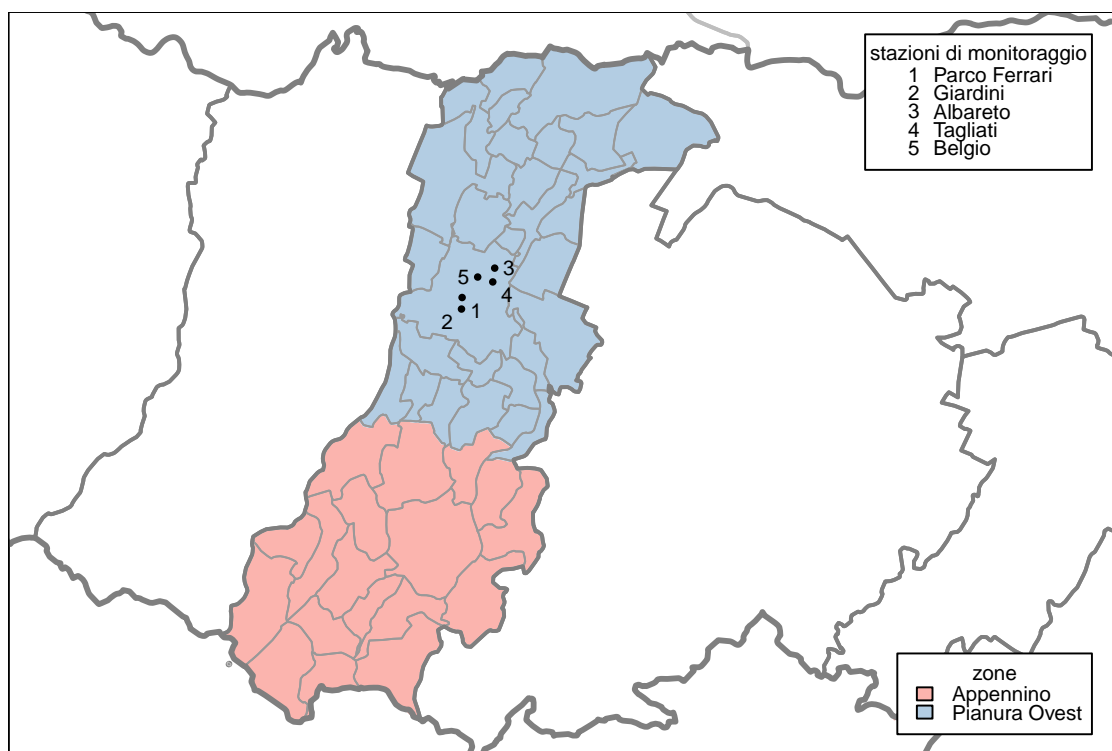 stazioni di monitoraggio
1 Parco Ferrari
2 Giardini
3 Albareto
4 Tagliati
5 Belgio
3
5
4
1
2
zone
Appennino
Pianura Ovest